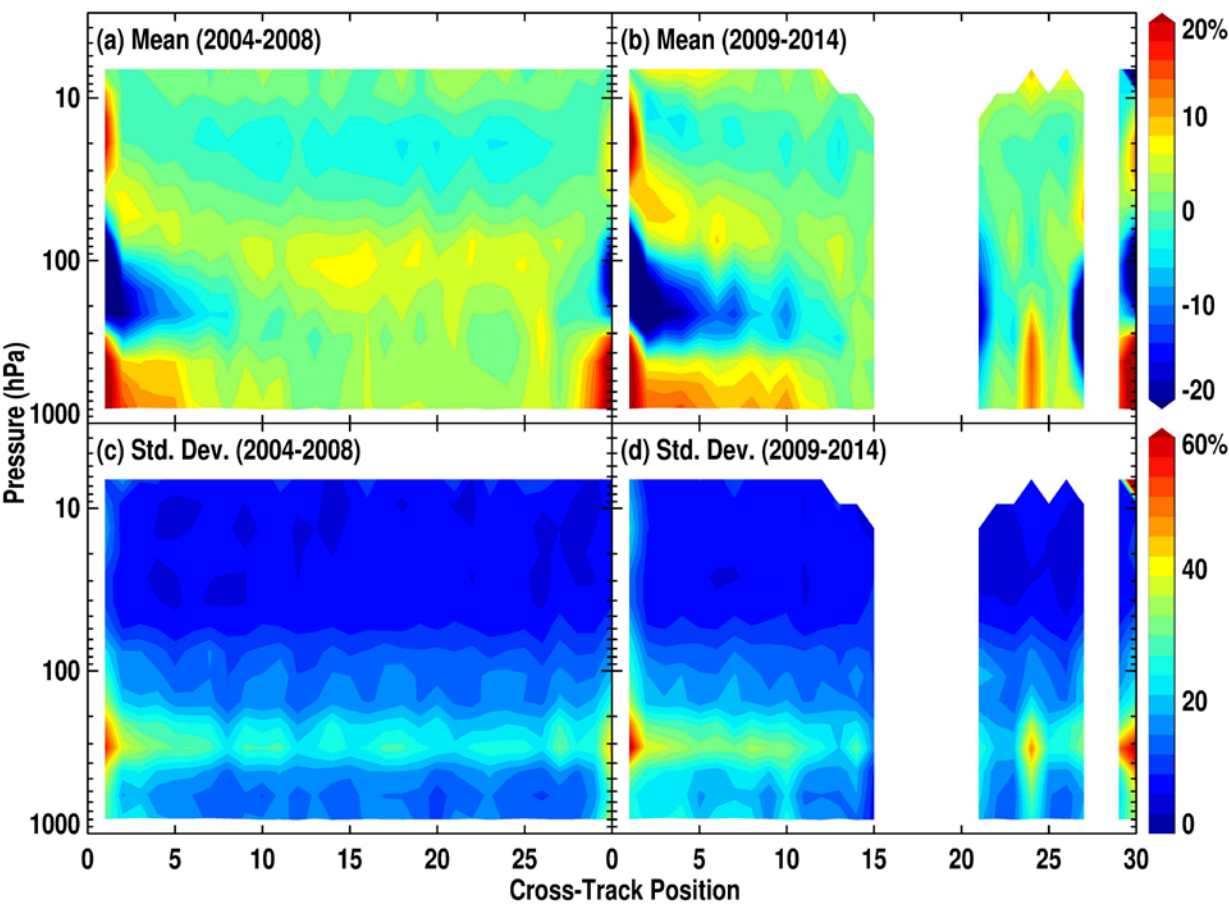 (a) Mean (2004-2008)
(b) Mean (2009-2014)
20%
10
0
-10
-20
10
100
1000
Pressure (hPa)
(c) Std. Dev. (2004-2008)
(d) Std. Dev. (2009-2014)
60%
40
20
0
10
100
1000
0 5 10 15 20 25 0 5 10 15 20 25 30
Cross-Track Position